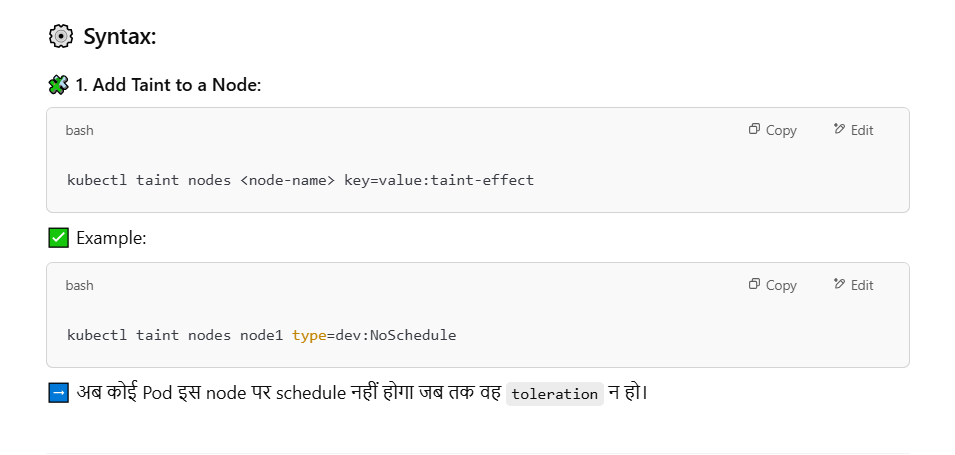 ⚙️ Syntax:
🧩 1. Add Taint to a Node:
bash Copy Edit
kubectl taint nodes <node-name> key=value:taint-effect
✅ Example:
bash Copy Edit
kubectl taint nodes node1 type=dev:NoSchedule
➡️ अब कोई Pod इस node पर schedule नहीं होगा जब तक वह toleration न हो।